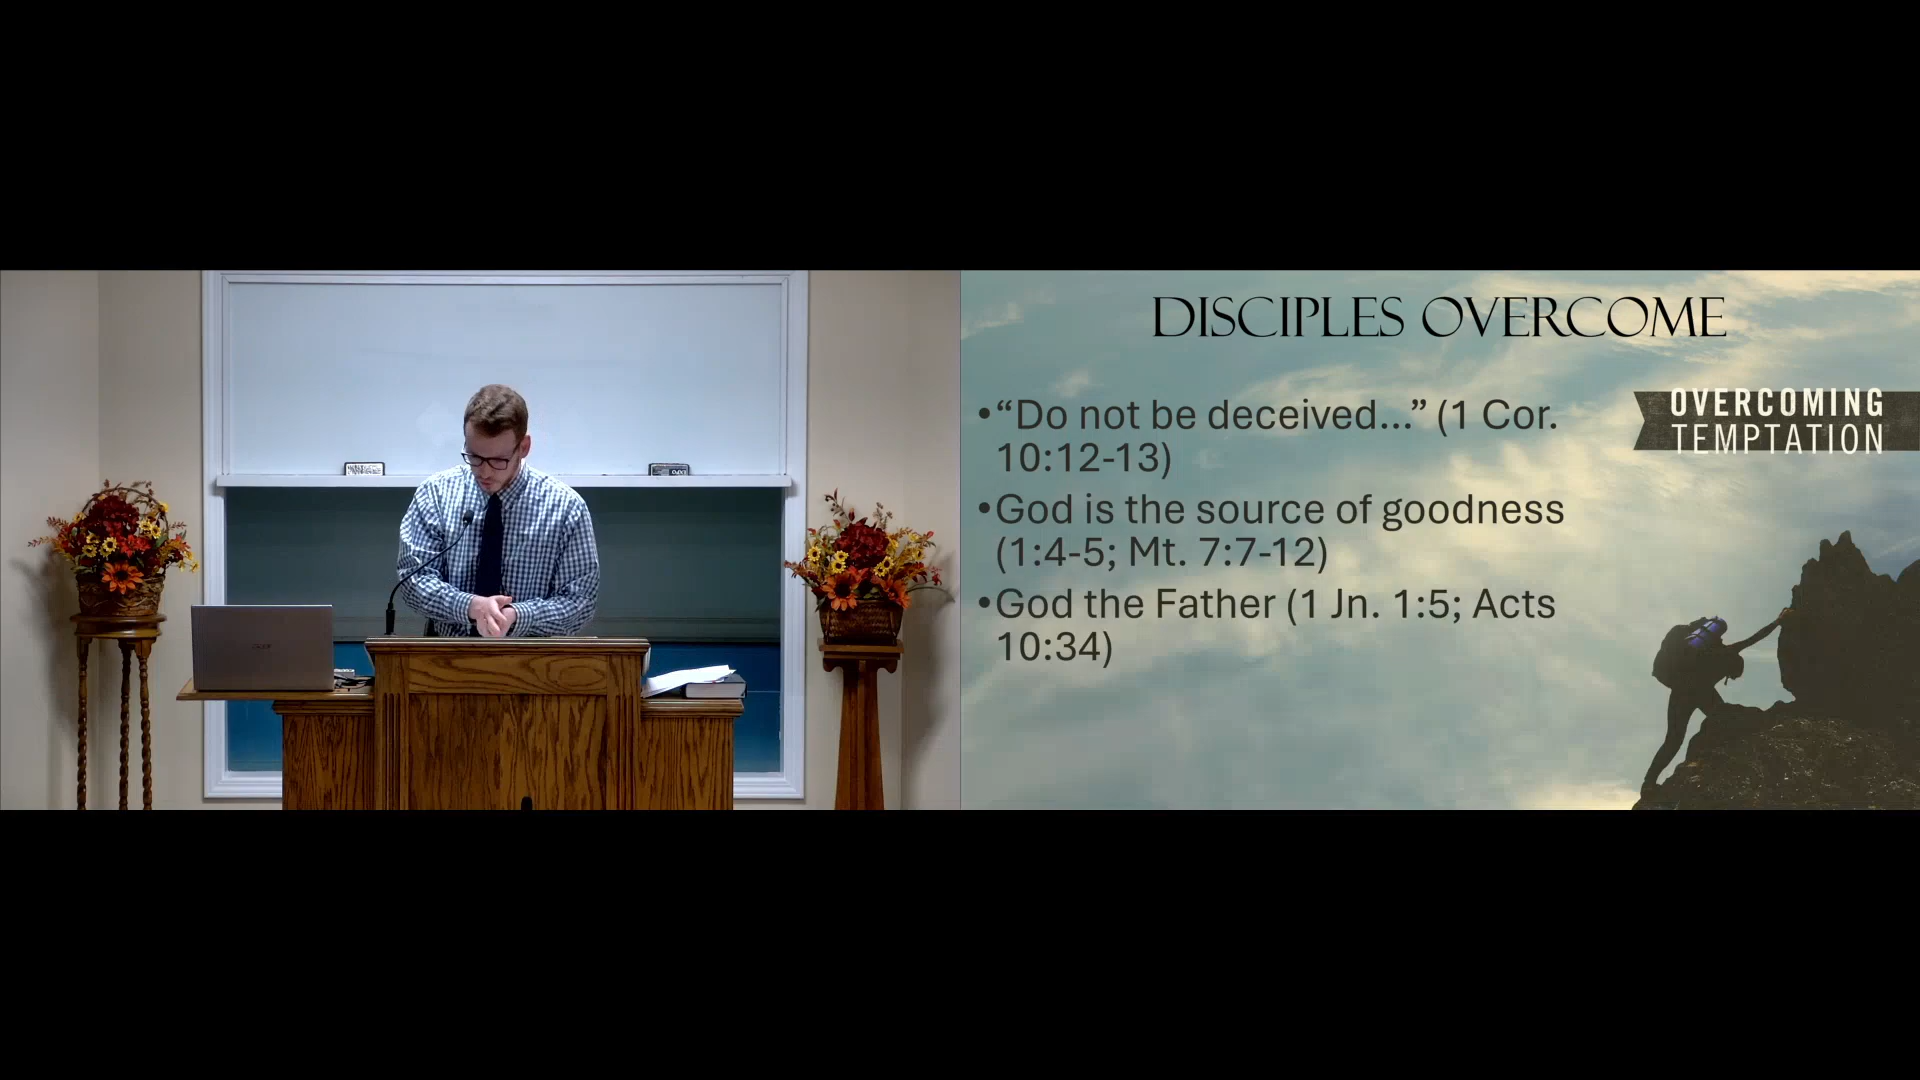 DISCIPLES OVERCOME
•“Do not be deceived...” (1 Cor.
10:12-13)
•God is the source of goodness
(1:4-5; Mt. 7:7-12)
•God the Father (1 Jn. 1:5; Acts
10:34)
OVERCOMING
TEMPTATION
acer